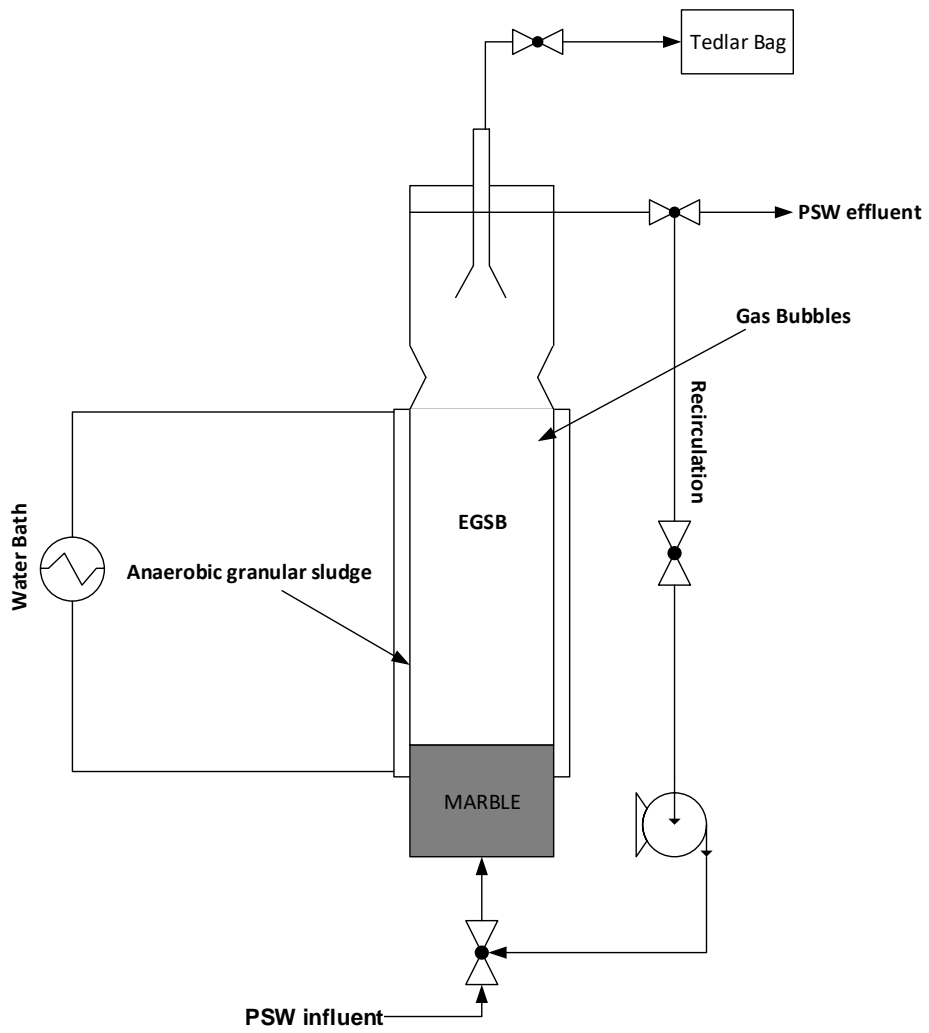 Tedlar Bag
PSW effluent
Gas Bubbles
Recirculation
EGSB
Water Bath
Anaerobic granular sludge
MARBLE
PSW influent